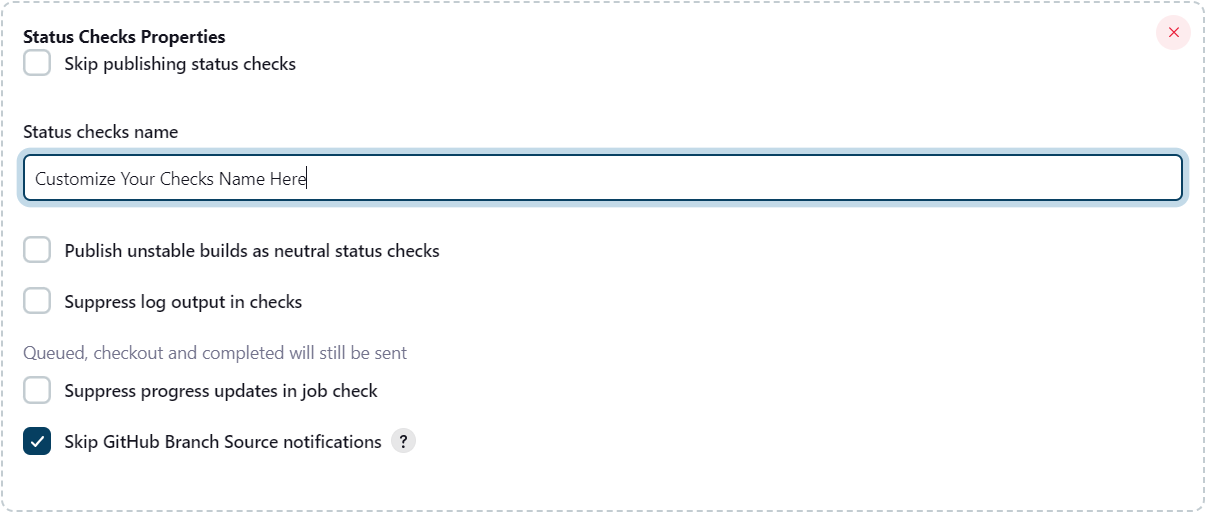 Status Checks Properties
Skip publishing status checks
Status checks name
Customize Your Checks Name Here
Publish unstable builds as neutral status checks
Suppress log output in checks
Queued, checkout and completed will still be sent
Suppress progress updates in job check
Skip GitHub Branch Source notifications ?